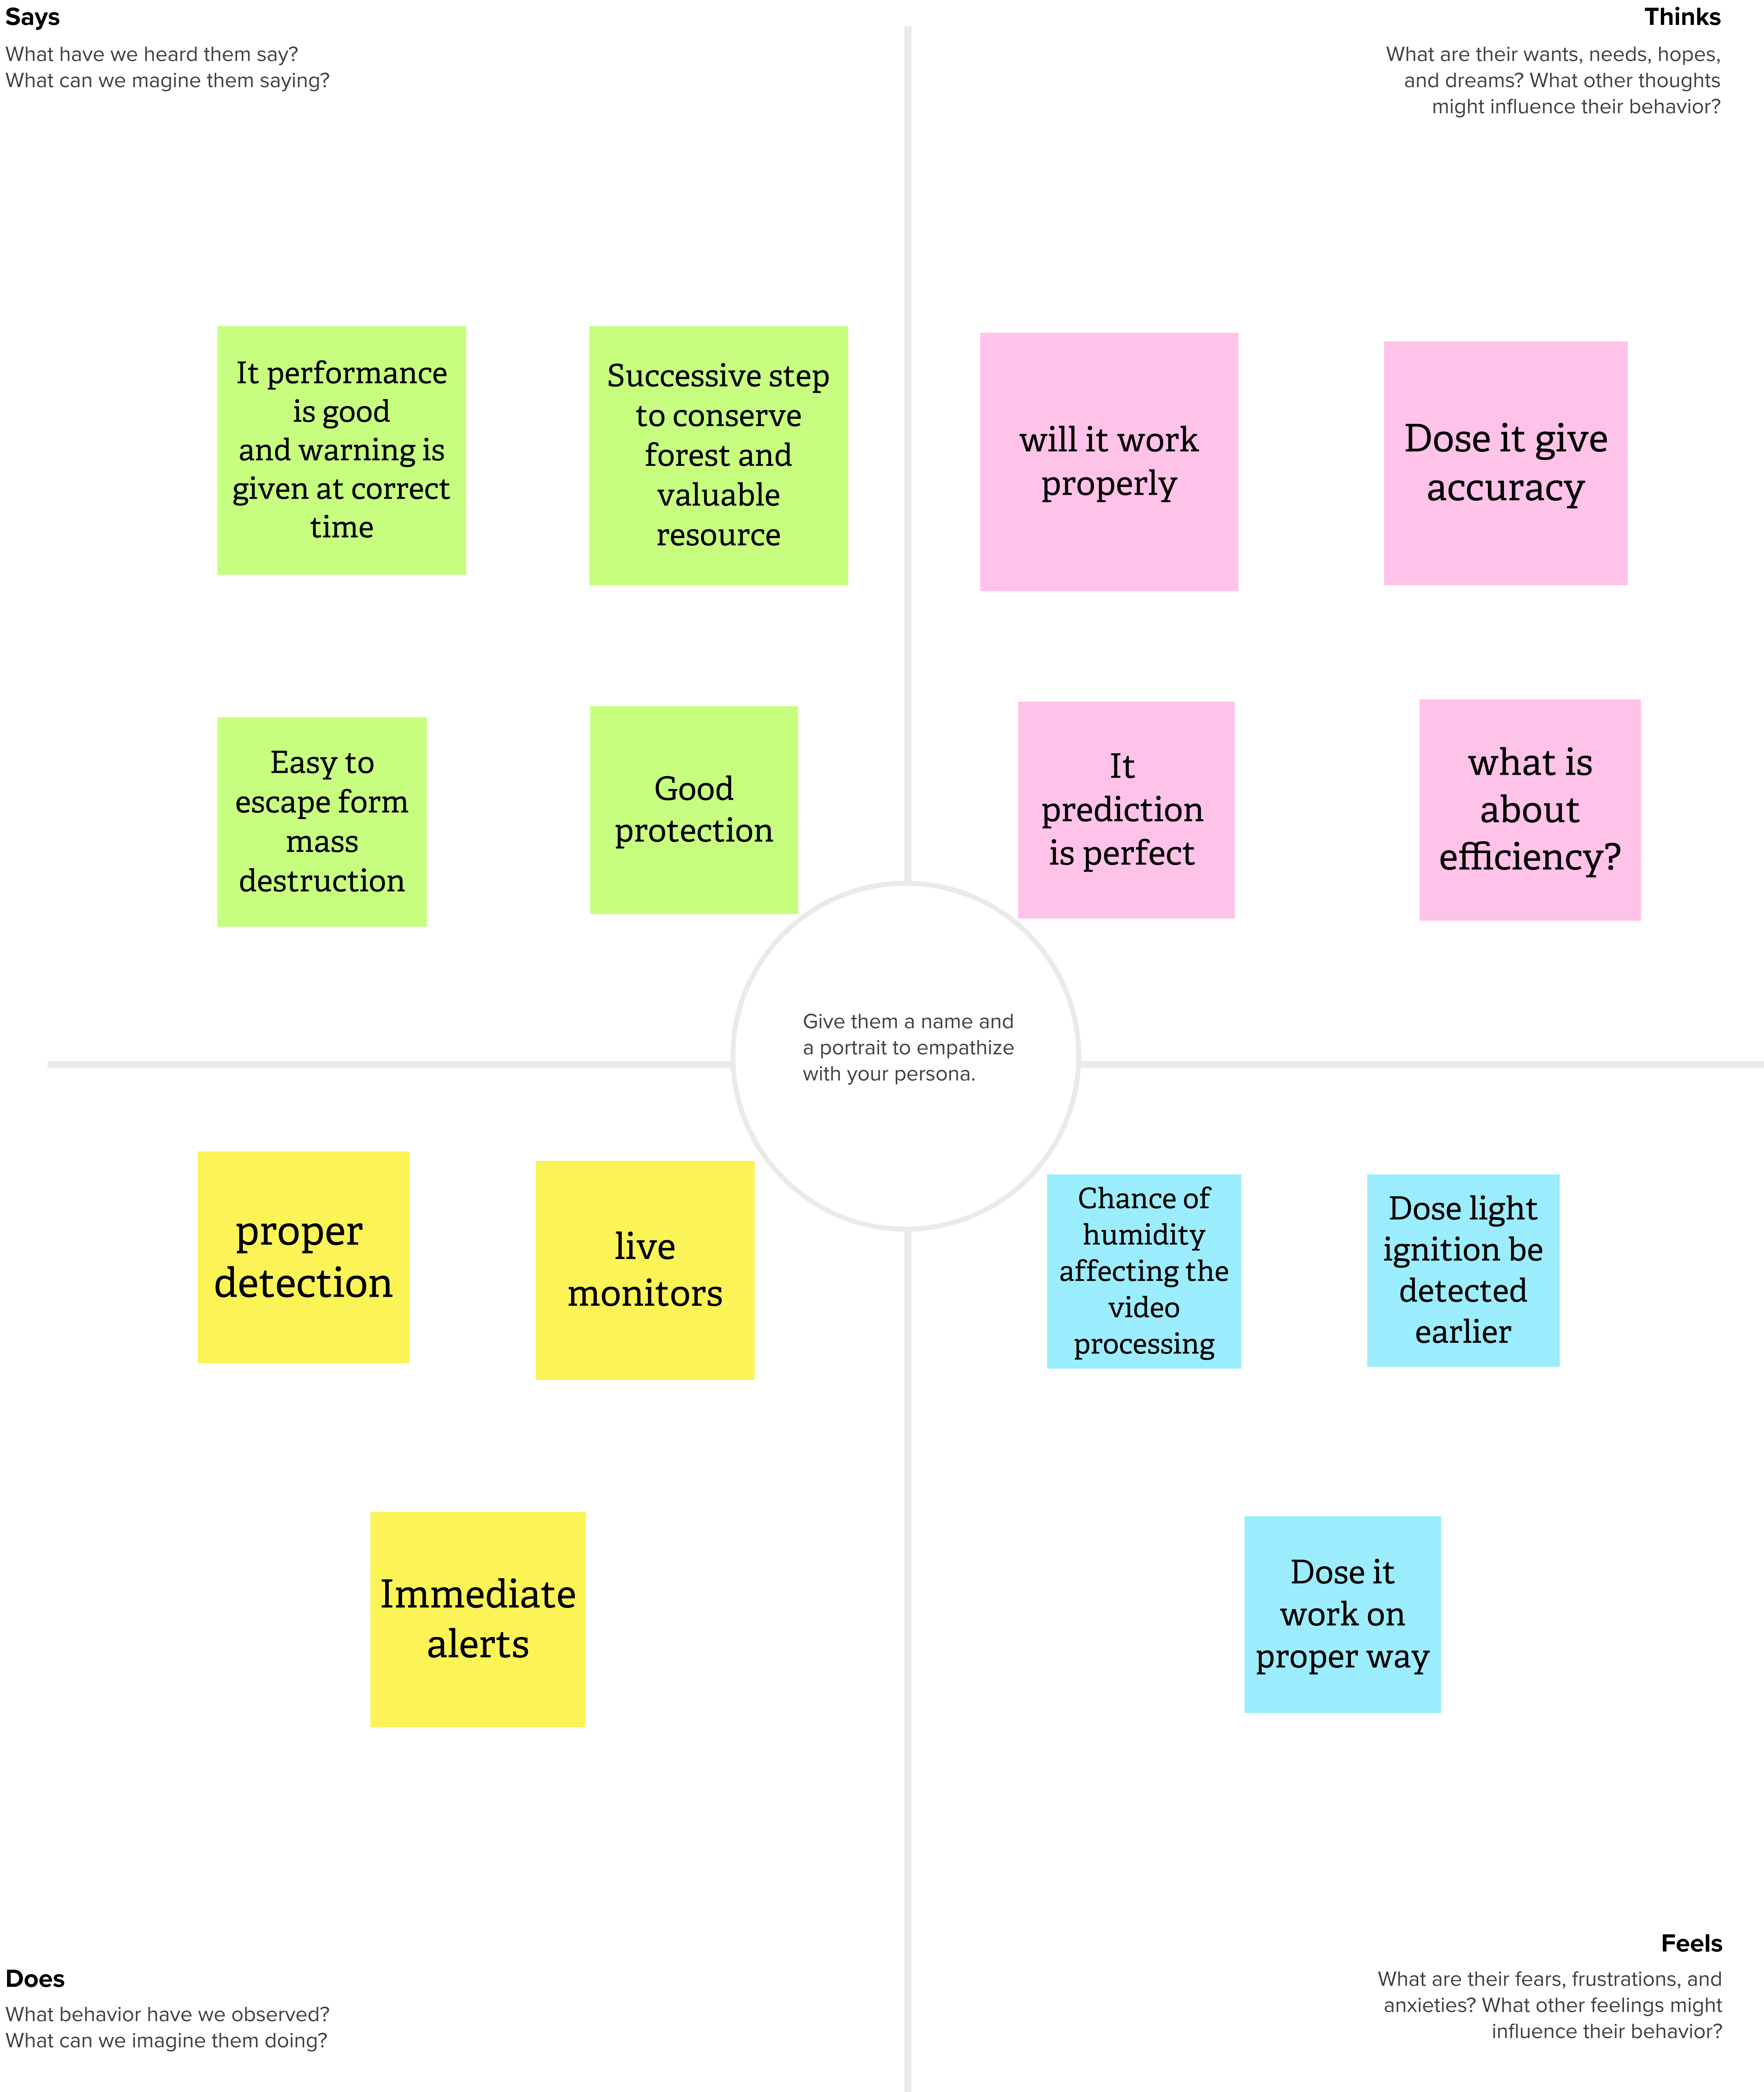 Says
What have we heard them say?
What can we magine them saying?
Thinks
What are their wants, needs, hopes,
and dreams? What other thoughts
might influence their behavior?
It performance
is good
and warning is
given at correct
time
Successive step
to conserve
forest and
valuable
resource
will it work
properly
Dose it give
accuracy
Easy to
escape form
mass
destruction
Good
protection
It
prediction
is perfect
what is
about
efficiency?
Give them a name and
a portrait to empathize
with your persona.
proper
detection
live
monitors
Chance of
humidity
affecting the
video
processing
Dose light
ignition be
detected
earlier
Immediate
alerts
Dose it
work on
proper way
Does
What behavior have we observed?
What can we imagine them doing?
Feels
What are their fears, frustrations, and
anxieties? What other feelings might
influence their behavior?